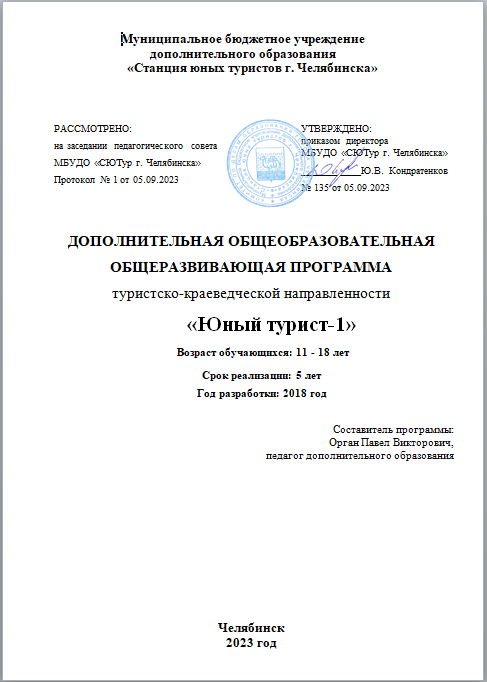 Муниципальное бюджетное учреждение
дополнительного образования
«Станция юных туристов г. Челябинска»
РАССМОТРЕНО:
на заседании педагогического совета
МБУДО «СЮТур г. Челябинска»
Протокол № 1 от 05.09.2023
УТВЕРЖДЕНО:
приказом директора
МБУДО «СЮТур г. Челябинска»
____________Ю.В. Кондратенков
№ 135 от 05.09.2023
ДОПОЛНИТЕЛЬНАЯ ОБЩЕОБРАЗОВАТЕЛЬНАЯ
ОБЩЕРАЗВИВАЮЩАЯ ПРОГРАММА
туристско-краеведческой направленности
«Юный турист-1»
Возраст обучающихся: 11 - 18 лет
Срок реализации: 5 лет
Год разработки: 2018 год
Составитель программы:
Орган Павел Викторович,
педагог дополнительного образования
Челябинск
2023 год